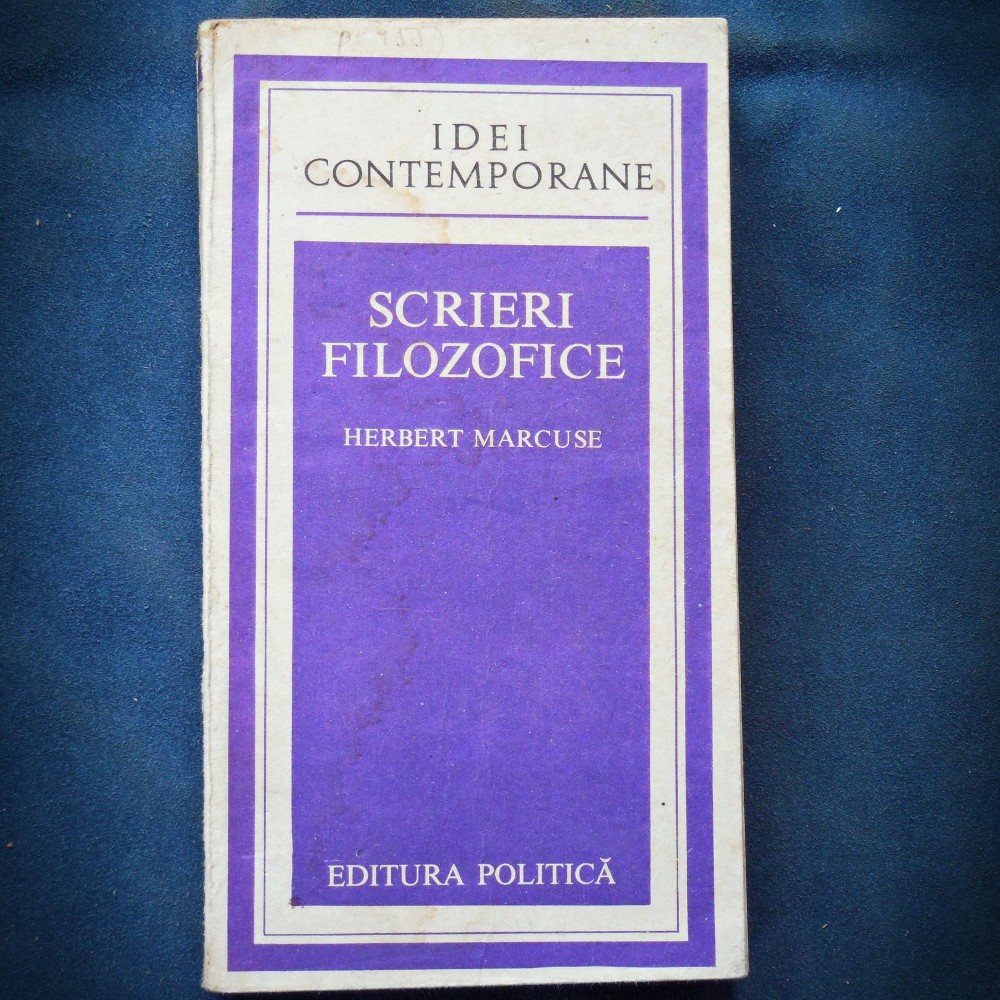 IDEI
CONTEMPORANE
SCRIERI
FILOZOFICE
HERBERT MARCUSE
EDITURA POLITICĂ